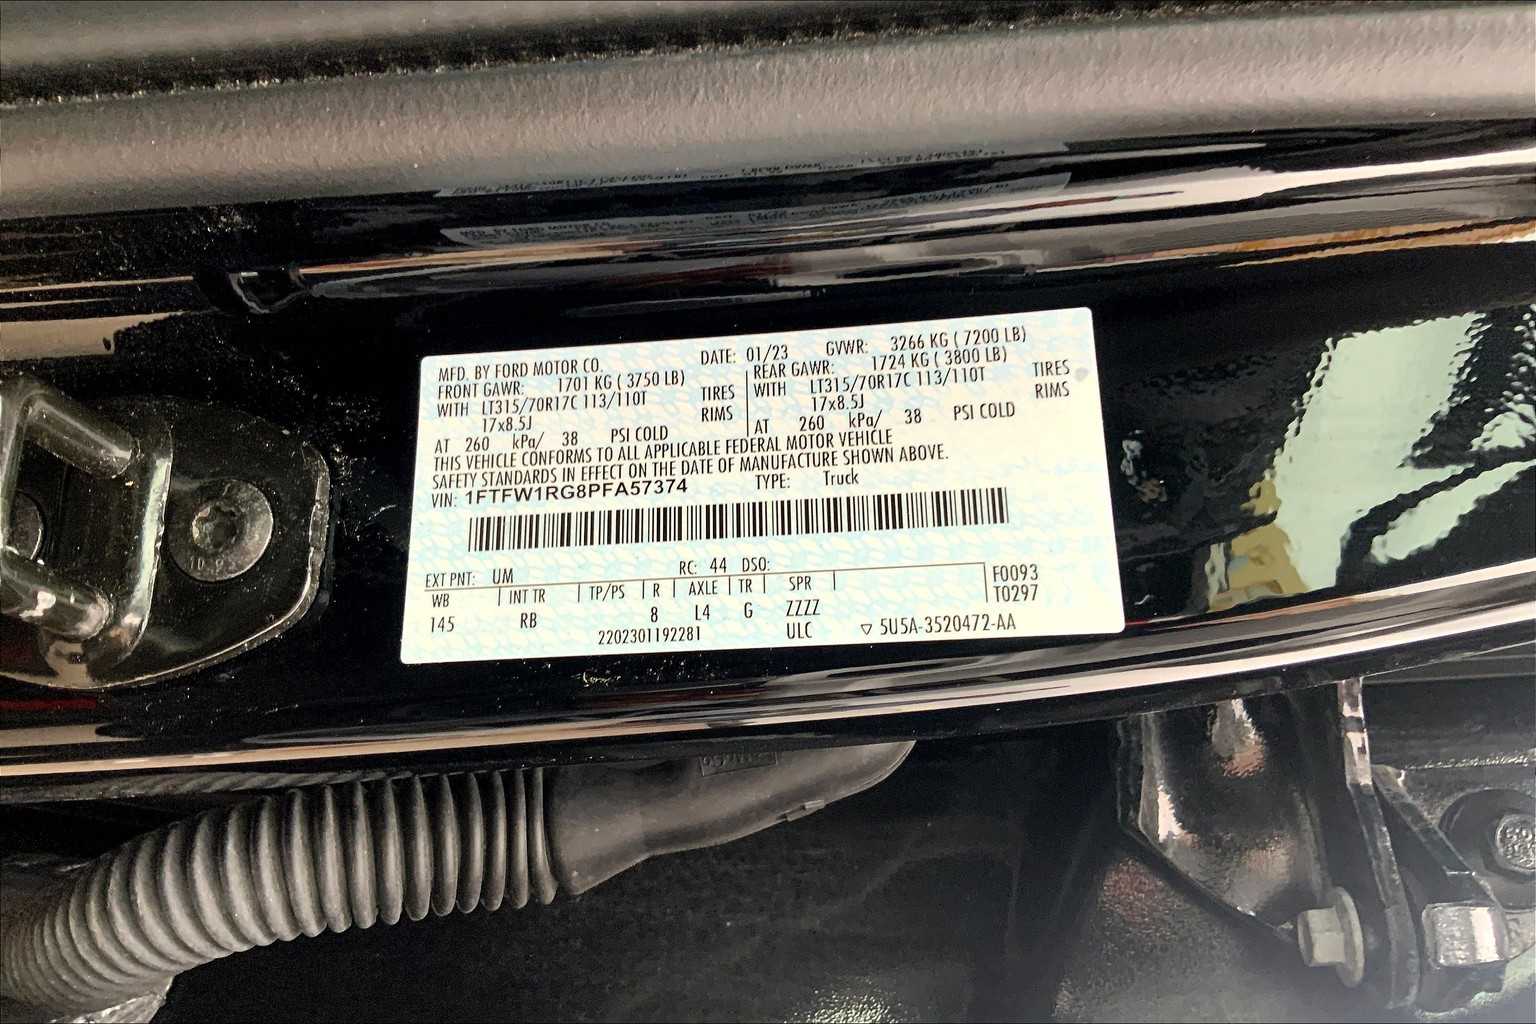 MFD. BY FORD MOTOR CO. DATE: 01/23 GVWR: 3266 KG ( 7200 LB)
FRONT GAWR: 1701 KG ( 3750 LB) REAR GAWR: 1724 KG ( 3800 LB)
WITH LT315/70R17C 113/110T TIRES WITH LT315/70R17C 113/110T TIRES
17x8.5J RIMS 17x8.5J RIMS
AT 260 kPa/ 38 PSI COLD AT 260 kPa/ 38 PSI COLD
THIS VEHICLE CONFORMS TO ALL APPLICABLE FEDERAL MOTOR VEHICLE
SAFETY STANDARDS IN EFFECT ON THE DATE OF MANUFACTURE SHOWN ABOVE.
VIN: 1FTFW1RG8PFA57374 TYPE: Truck
EXT PNT: UM RC: 44 DSO:
WB INT TR TP/PS R AXLE TR SPR F0093
145 RB 8 L4 G ZZZZ T0297
2202301192281 ULC ▽ 5U5A-3520472-AA
10.9